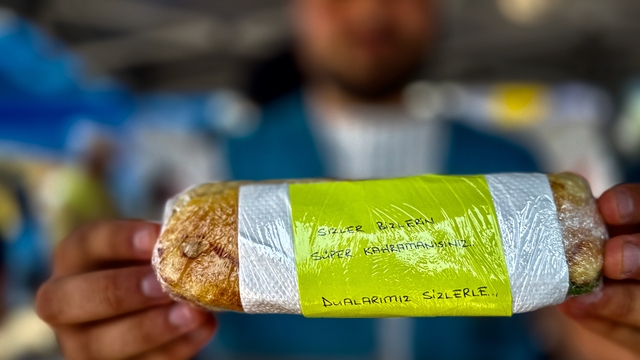 SİZLER BİZLERİN
SÜPER KAHRAMANISINIZ.
DUALARIMIZ SİZLERLE...